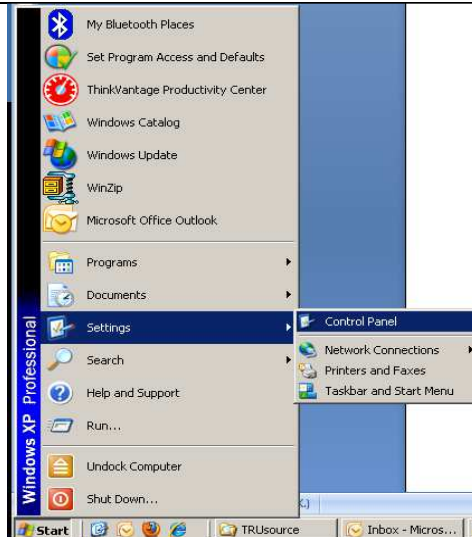 My Bluetooth Places
Set Program Access and Defaults
ThinkVantage Productivity Center
Windows Catalog
Windows Update
WinZip
Microsoft Office Outlook
Programs
Documents
Settings
Search
Help and Support
Run...
Undock Computer
Shut Down...
Windows XP Professional
Control Panel
Network Connections
Printers and Faxes
Taskbar and Start Menu
Start
TRUsource
Inbox - Micros...